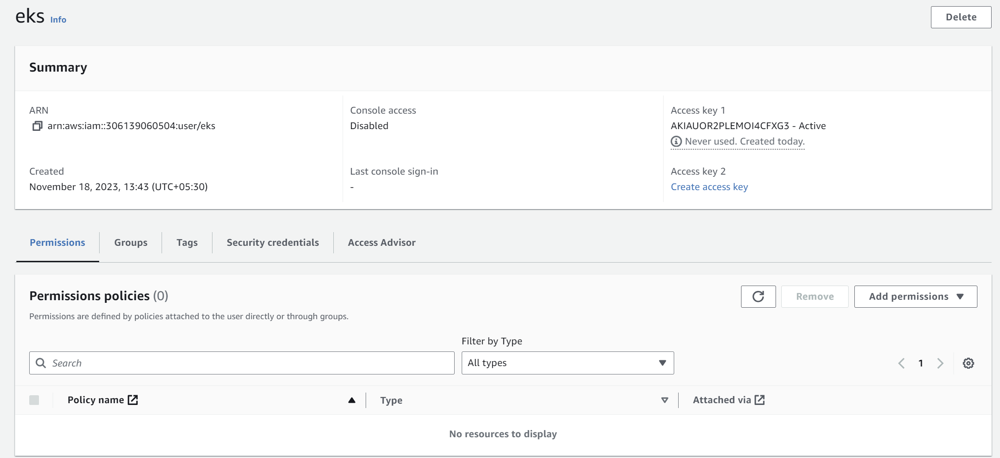 eks Info
Delete
Summary
ARN
arn:aws:iam::306139060504:user/eks
Console access
Disabled
Access key 1
AKIAUOR2PLEMOI4CFXG3 - Active
Never used. Created today.
Created
November 18, 2023, 13:43 (UTC+05:30)
Last console sign-in
-
Access key 2
Create access key
Permissions
Groups
Tags
Security credentials
Access Advisor
Permissions policies (0)
Remove
Add permissions
Permissions are defined by policies attached to the user directly or through groups.
Filter by Type
Search
All types
1
Policy name
Type
Attached via
No resources to display